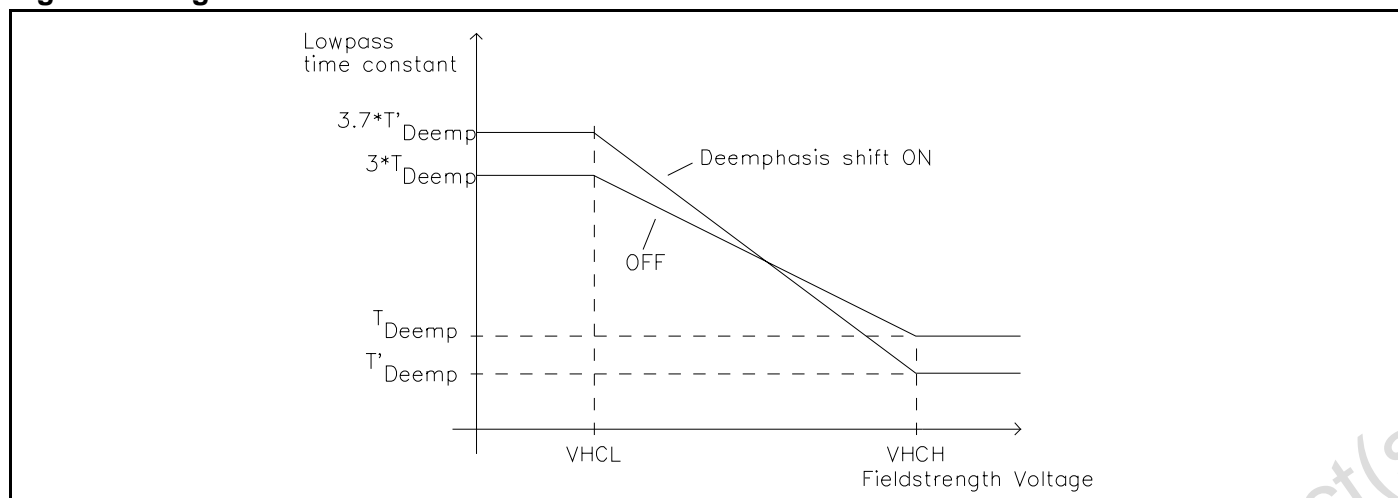 Lowpass
time constant
3.7*T'Deemp
3*TDeemp
Deemphasis shift ON
OFF
TDeemp
T'Deemp
VHCL
VHCH
Fieldstrength Voltage